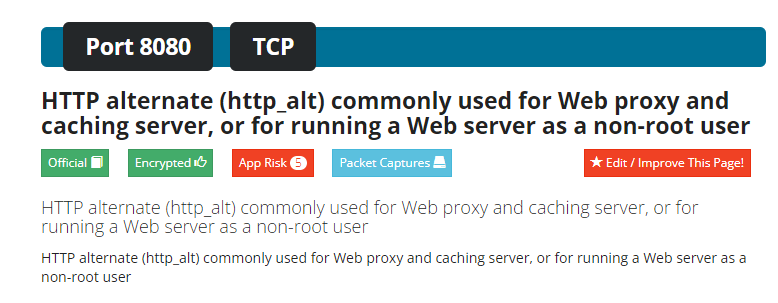 Port 8080 TCP
HTTP alternate (http_alt) commonly used for Web proxy and
caching server, or for running a Web server as a non-root user
Official Encrypted App Risk 5 Packet Captures Edit / Improve This Page!
HTTP alternate (http_alt) commonly used for Web proxy and caching server, or for
running a Web server as a non-root user
HTTP alternate (http_alt) commonly used for Web proxy and caching server, or for running a Web server as a
non-root user